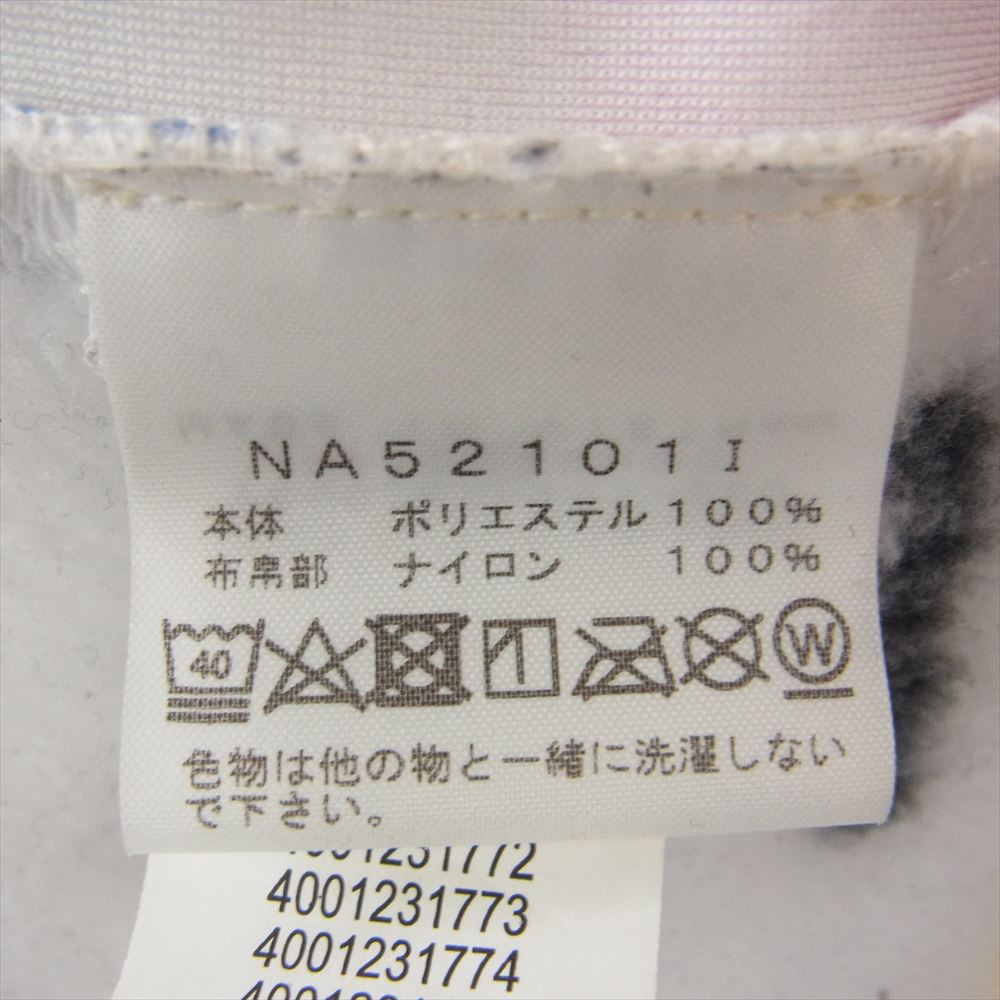 NA52101I
本体 ポリエステル100%
布帛部 ナイロン 100%
40 W
色物は他の物と一緒に洗濯しない
で下さい。
4001231772
4001231773
4001231774